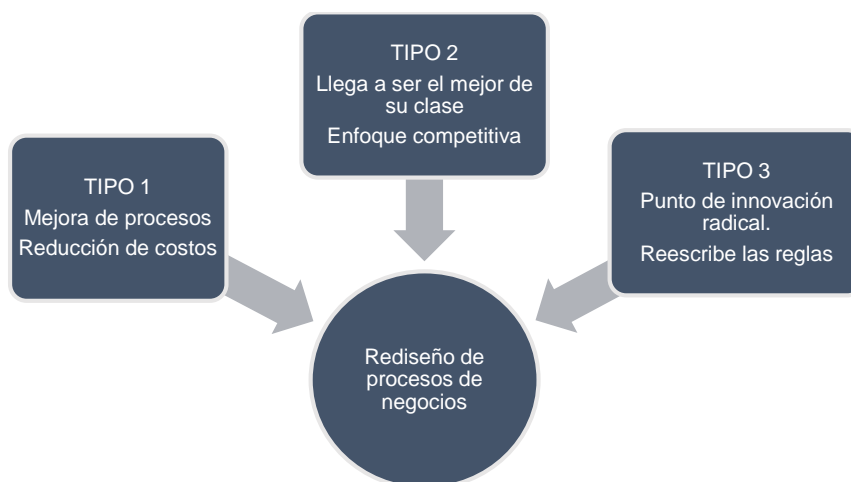 TIPO 1
Mejora de procesos
Reducción de costos
TIPO 2
Llega a ser el mejor de
su clase
Enfoque competitiva
TIPO 3
Punto de innovación
radical.
Reescribe las reglas
Rediseño de
procesos de
negocios